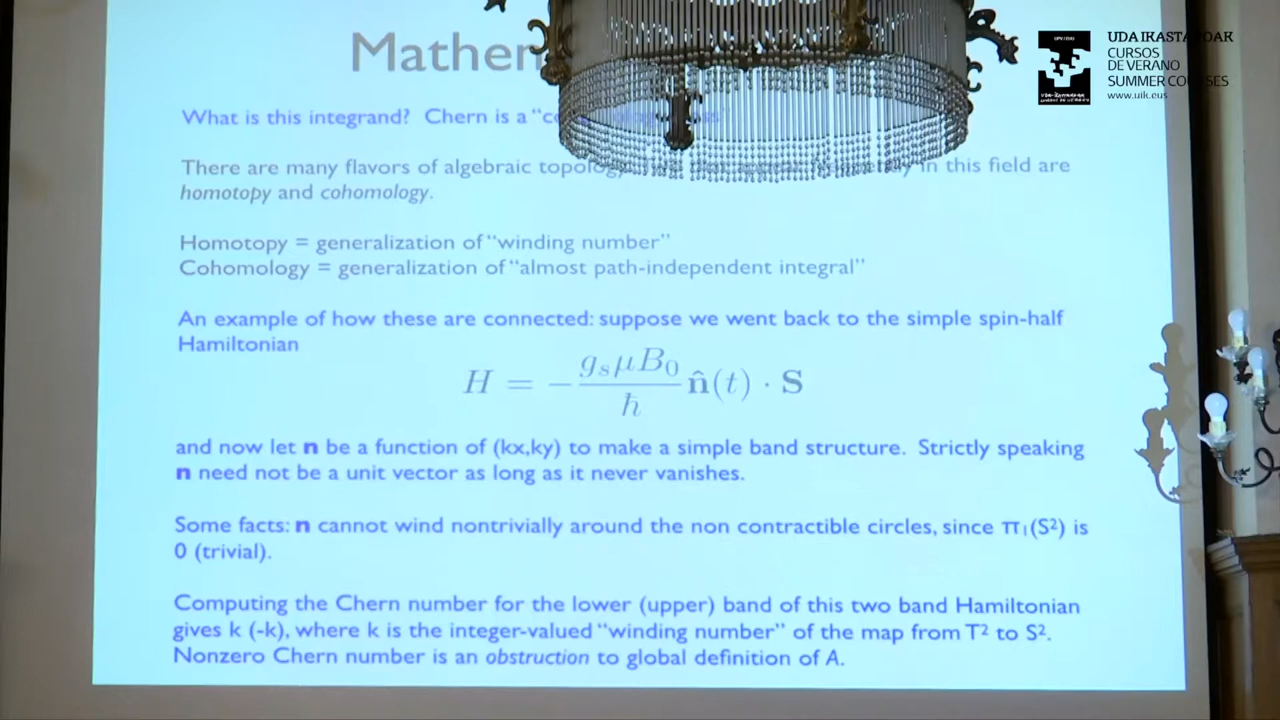 Mathem
UDA IKASTAROAK
CURSOS
DE VERANO
SUMMER COURSES
www.uik.eus
What is this integrand? Chern is a “co
There are many flavors of algebraic topology in this field are
homotopy and cohomology.
Homotopy = generalization of “winding number”
Cohomology = generalization of “almost path-independent integral”
An example of how these are connected: suppose we went back to the simple spin-half
Hamiltonian
H = − gₛμB₀/ħ n̂(t) · S
and now let n be a function of (kx,ky) to make a simple band structure. Strictly speaking
n need not be a unit vector as long as it never vanishes.
Some facts: n cannot wind nontrivially around the non contractible circles, since π₁(S²) is
0 (trivial).
Computing the Chern number for the lower (upper) band of this two band Hamiltonian
gives k (-k), where k is the integer-valued “winding number” of the map from T² to S².
Nonzero Chern number is an obstruction to global definition of A.